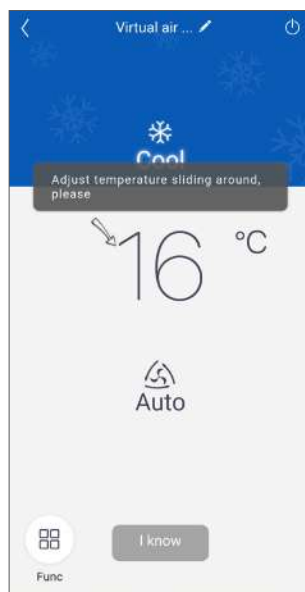 Virtual air ...
Cool
Adjust temperature sliding around,
please
16 °C
Auto
I know
Func